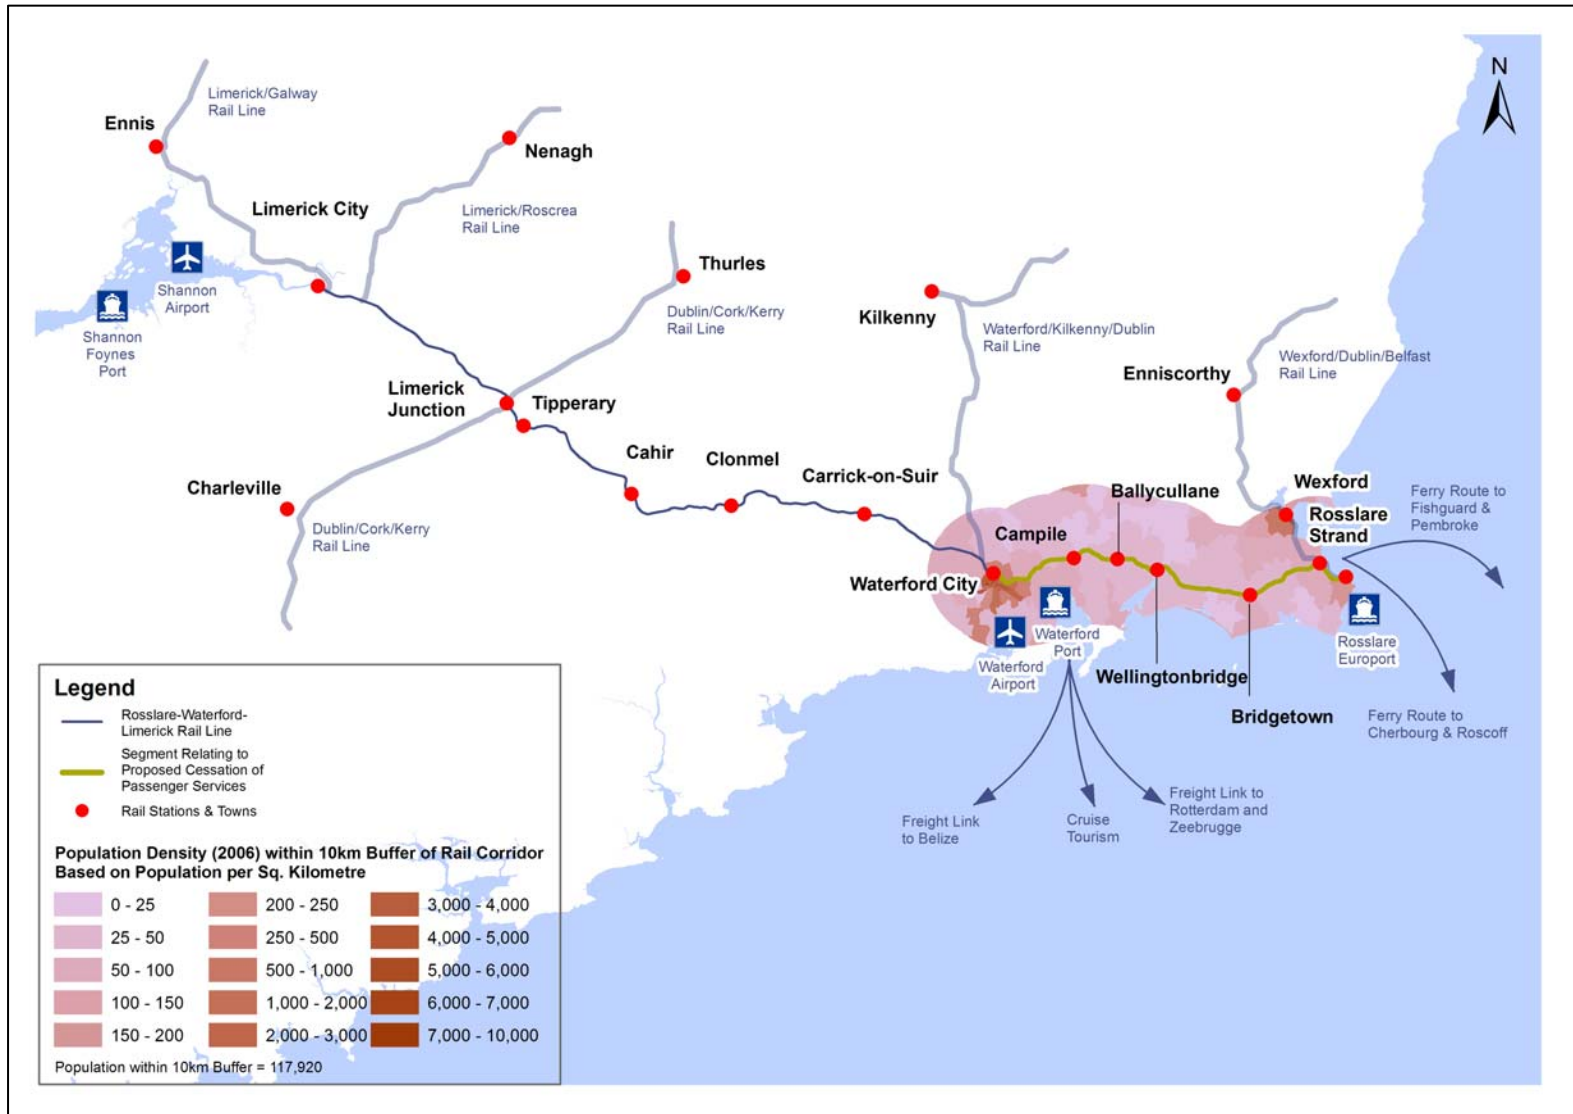 N
Limerick/Galway
Rail Line
Ennis
Nenagh
Limerick City
Limerick/Roscrea
Rail Line
Shannon
Airport
Shannon
Foynes
Port
Thurles
Dublin/Cork/Kerry
Rail Line
Kilkenny
Waterford/Kilkenny/Dublin
Rail Line
Enniscorthy
Wexford/Dublin/Belfast
Rail Line
Limerick
Junction
Tipperary
Cahir
Clonmel
Carrick-on-Suir
Charleville
Dublin/Cork/Kerry
Rail Line
Ballycullane
Wexford
Rosslare
Strand
Ferry Route to
Fishguard &
Pembroke
Campile
Waterford City
Waterford
Port
Waterford
Airport
Rosslare
Europort
Wellingtonbridge
Bridgetown
Ferry Route to
Cherbourg & Roscoff
Freight Link
to Belize
Cruise
Tourism
Freight Link to
Rotterdam and
Zeebrugge
Legend
Rosslare-Waterford-
Limerick Rail Line
Segment Relating to
Proposed Cessation of
Passenger Services
Rail Stations & Towns
Population Density (2006) within 10km Buffer of Rail Corridor
Based on Population per Sq. Kilometre
0 - 25
25 - 50
50 - 100
100 - 150
150 - 200
200 - 250
250 - 500
500 - 1,000
1,000 - 2,000
2,000 - 3,000
3,000 - 4,000
4,000 - 5,000
5,000 - 6,000
6,000 - 7,000
7,000 - 10,000
Population within 10km Buffer = 117,920